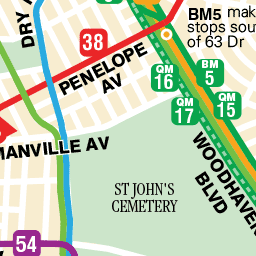 DRY
38
PENELOPE
AV
BM5 mak
stops sou
of 63 Dr
QM
16
BM
5
QM
17
QM
15
MANVILLE AV
WOODHAVEN
BLVD
ST JOHN'S
CEMETERY
54